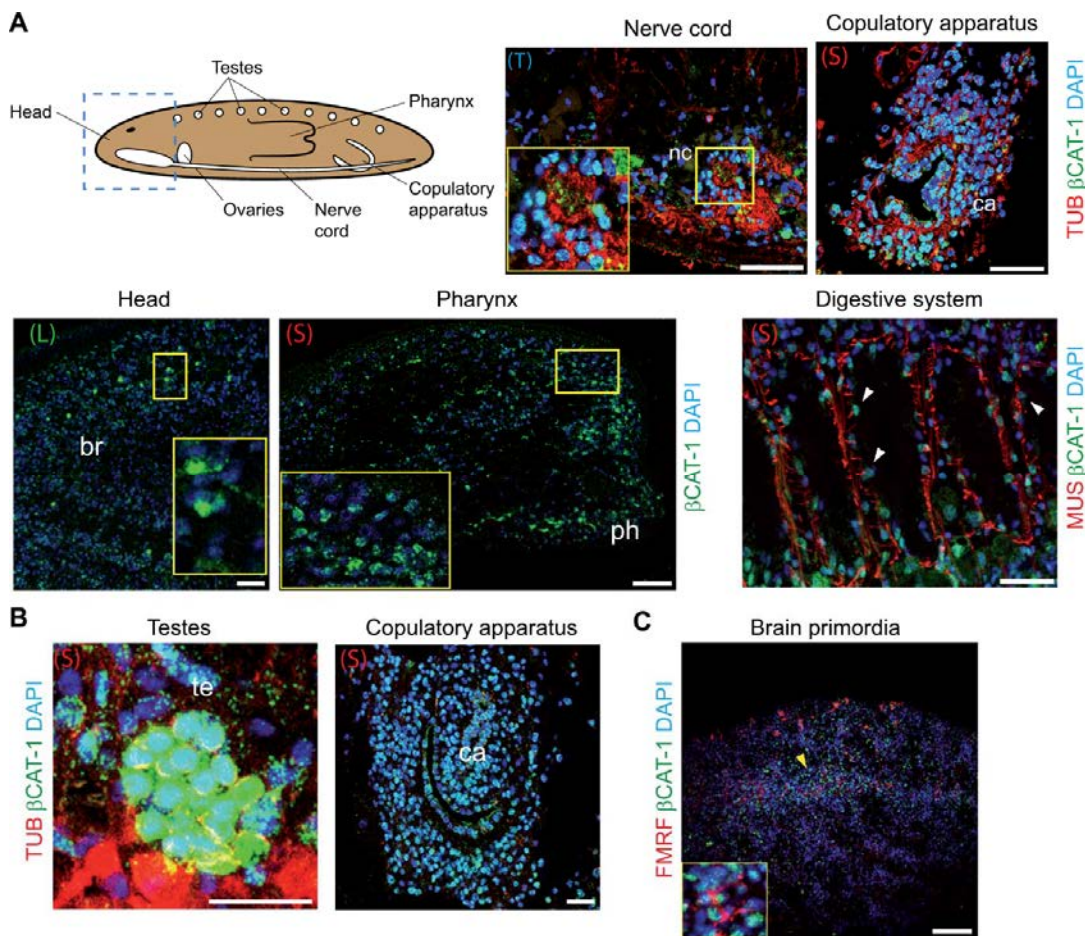 A
Testes
Head
Pharynx
Ovaries
Nerve
cord
Copulatory
apparatus
Nerve cord
(T)
nc
Copulatory apparatus
(S)
ca
TUB βCAT-1 DAPI
Head
(L)
br
Pharynx
(S)
ph
βCAT-1 DAPI
Digestive system
(S)
MUS βCAT-1 DAPI
B
Testes
(S)
te
TUB βCAT-1 DAPI
Copulatory apparatus
(S)
ca
C
Brain primordia
FMRF βCAT-1 DAPI